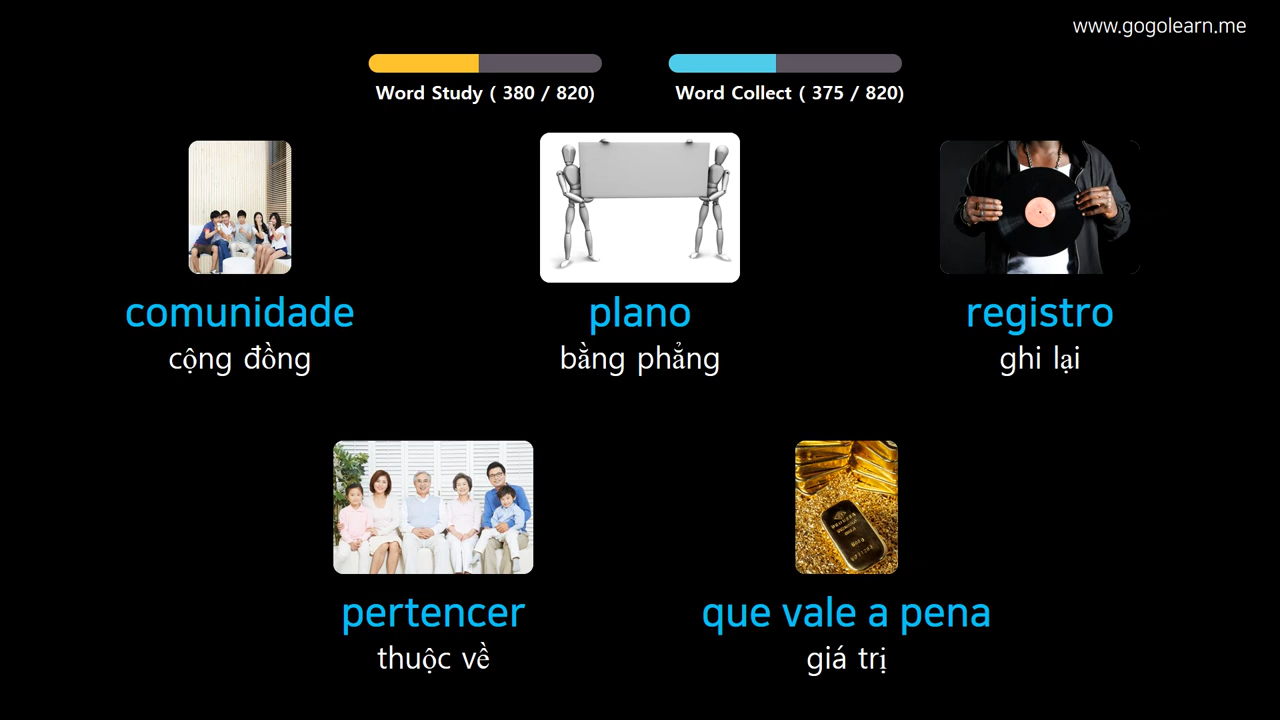 www.gogolearn.me
Word Study ( 380 / 820)
Word Collect ( 375 / 820)
comunidade
cộng đồng
plano
bằng phẳng
registro
ghi lại
pertencer
thuộc về
que vale a pena
giá trị